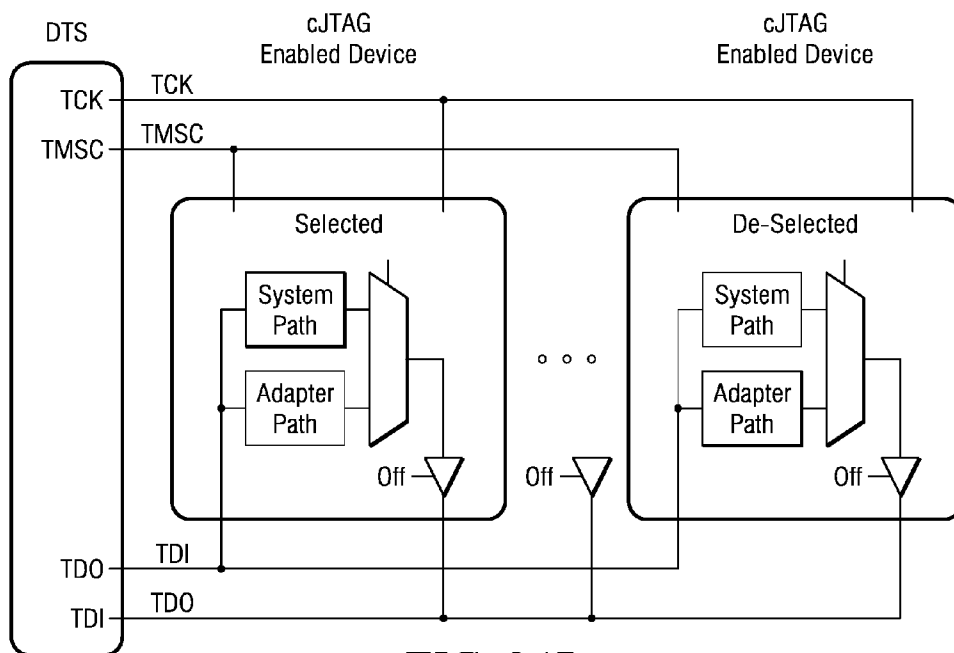 DTS
cJTAG
Enabled Device
cJTAG
Enabled Device
TCK
TCK
TMSC
TMSC
Selected
De-Selected
System
Path
Adapter
Path
System
Path
Adapter
Path
Off
Off
Off
TDO
TDI
TDI
TDO